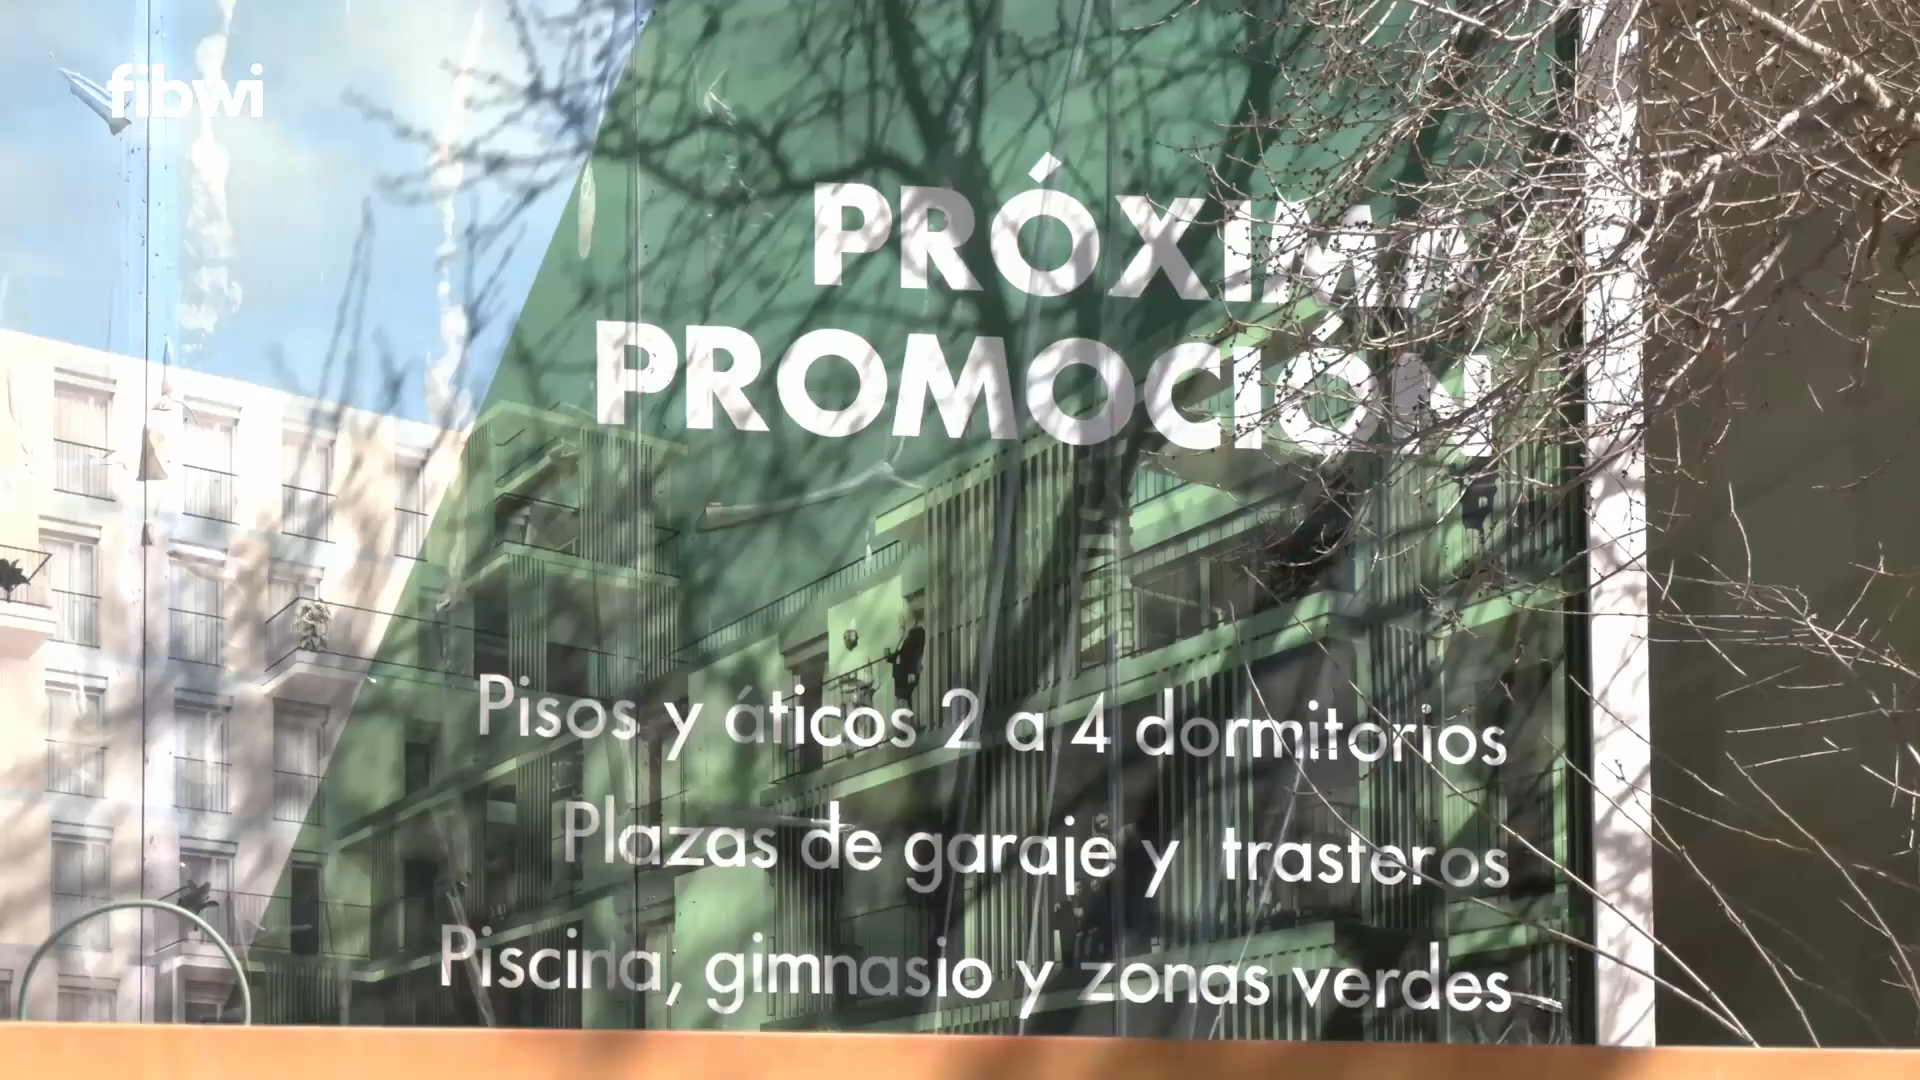 fibwi
PRÓXIMA
PROMOCIÓN
Pisos y áticos 2 a 4 dormitorios
Plazas de garaje y trasteros
Piscina, gimnasio y zonas verdes